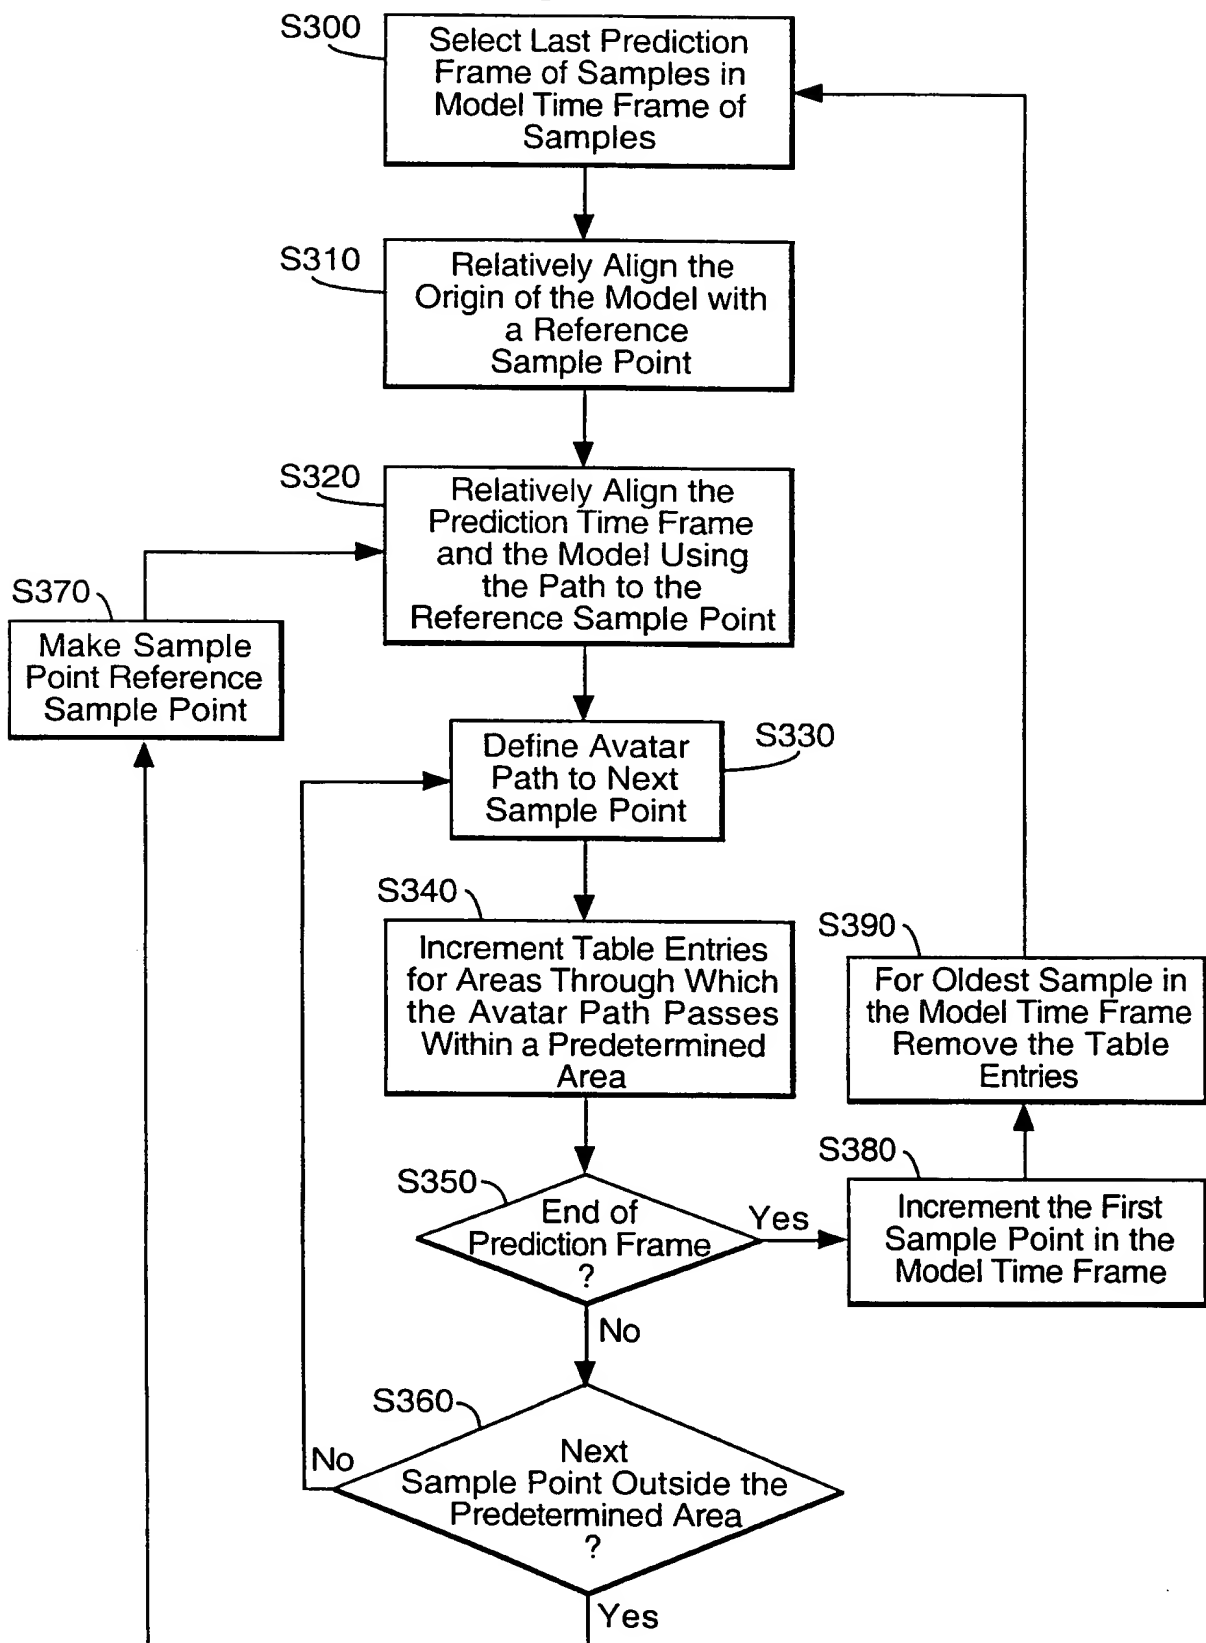 S300
Select Last Prediction
Frame of Samples in
Model Time Frame of
Samples
S310
Relatively Align the
Origin of the Model with
a Reference
Sample Point
S320
Relatively Align the
Prediction Time Frame
and the Model Using
the Path to the
Reference Sample Point
S370
Make Sample
Point Reference
Sample Point
S330
Define Avatar
Path to Next
Sample Point
S340
Increment Table Entries
for Areas Through Which
the Avatar Path Passes
Within a Predetermined
Area
S390
For Oldest Sample in
the Model Time Frame
Remove the Table
Entries
S350
End of
Prediction Frame
?
Yes
S380
Increment the First
Sample Point in the
Model Time Frame
No
S360
No
Next
Sample Point Outside the
Predetermined Area
?
Yes